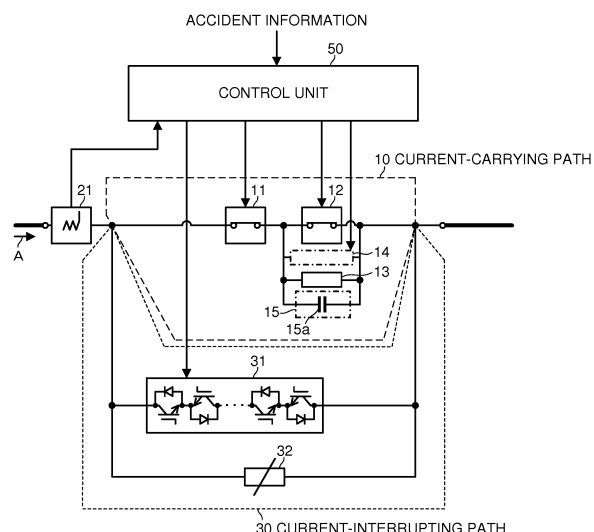 ACCIDENT INFORMATION
50
CONTROL UNIT
10 CURRENT-CARRYING PATH
21
11
12
A
14
13
15
15a
31
32
30 CURRENT-INTERRUPTING PATH